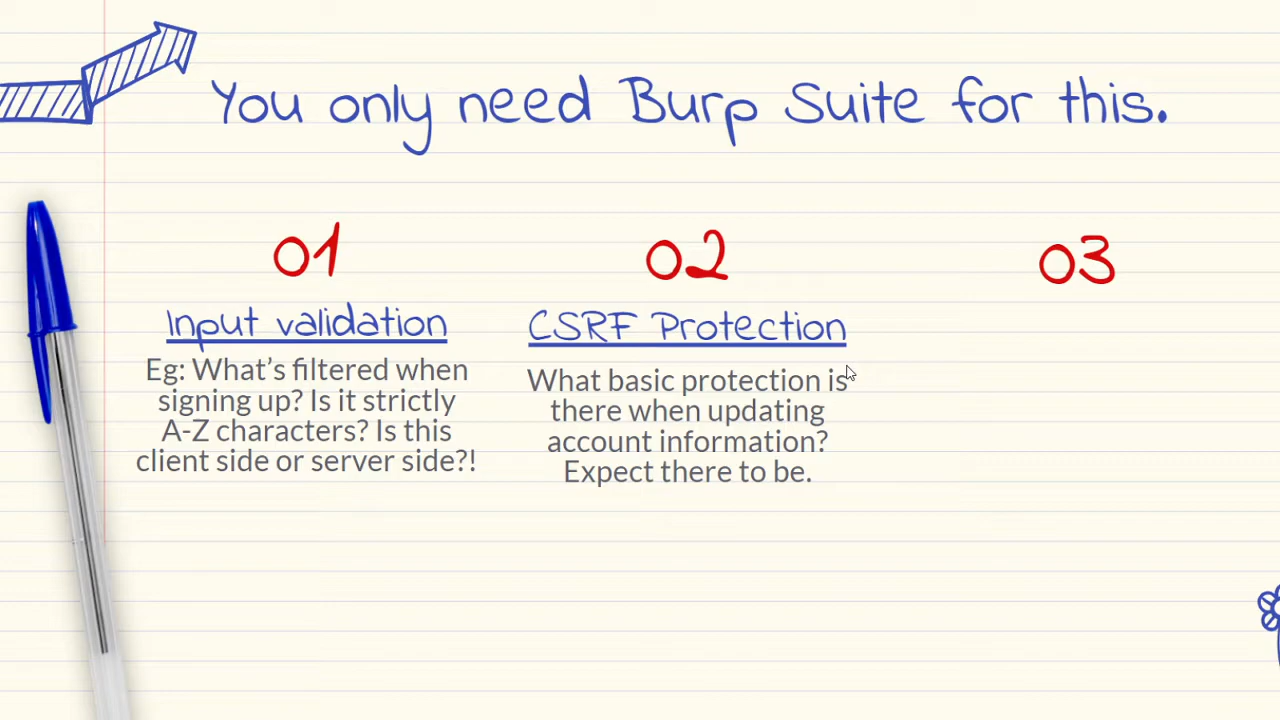 You only need Burp Suite for this.
01
Input validation
Eg: What's filtered when
signing up? Is it strictly
A-Z characters? Is this
client side or server side?!
02
CSRF Protection
What basic protection is
there when updating
account information?
Expect there to be.
03